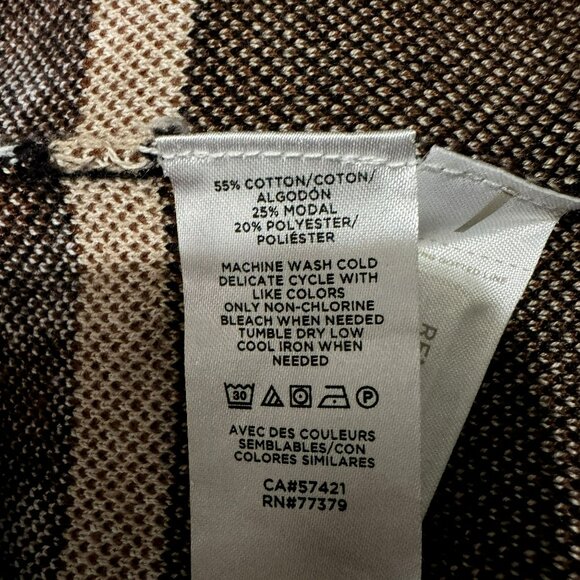 55% COTTON/COTON/
ALGODÓN
25% MODAL
20% POLYESTER/
POLIÉSTER
MACHINE WASH COLD
DELICATE CYCLE WITH
LIKE COLORS
ONLY NON-CHLORINE
BLEACH WHEN NEEDED
TUMBLE DRY LOW
COOL IRON WHEN
NEEDED
30 P
AVEC DES COULEURS
SEMBLABLES/CON
COLORES SIMILARES
CA#57421
RN#77379